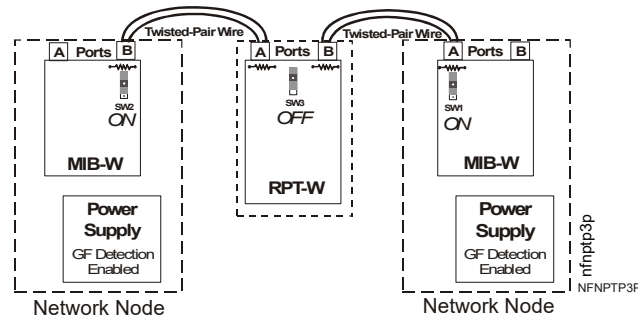 A Ports B
Twisted-Pair Wire
A Ports B
Twisted-Pair Wire
A Ports B
SW2
ON
MIB-W
SW3
OFF
RPT-W
SW1
ON
MIB-W
Power
Supply
GF Detection
Enabled
Power
Supply
GF Detection
Enabled
nfnptp3p
NFNPTP3P
Network Node
Network Node